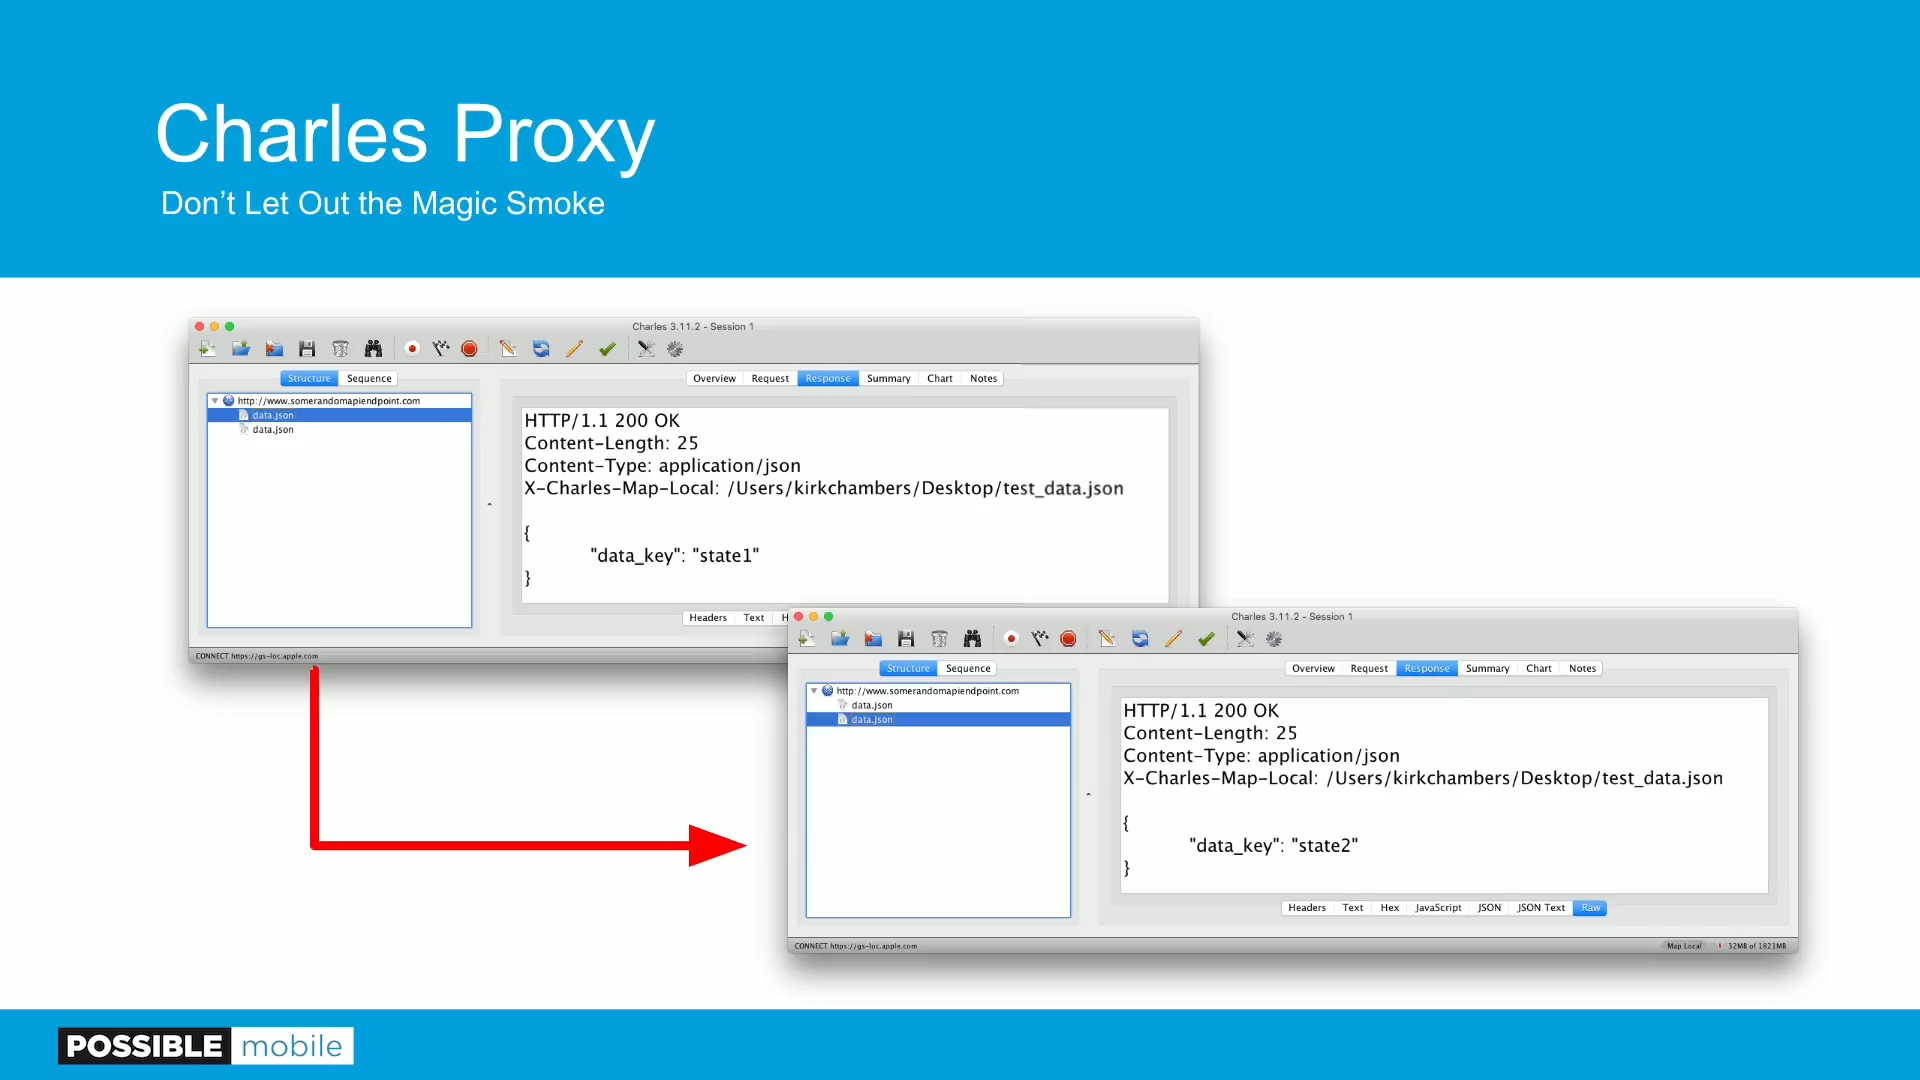 Charles Proxy
Don’t Let Out the Magic Smoke
Charles 3.11.2 - Session 1
Structure Sequence
Overview Request Response Summary Chart Notes
http://www.somerandomapiendpoint.com
data.json
data.json
HTTP/1.1 200 OK
Content-Length: 25
Content-Type: application/json
X-Charles-Map-Local: /Users/kirkchambers/Desktop/test_data.json
{
"data_key": "state1"
}
Headers Text H
CONNECT https://gs-loc.apple.com
Charles 3.11.2 - Session 1
Structure Sequence
Overview Request Response Summary Chart Notes
http://www.somerandomapiendpoint.com
data.json
data.json
HTTP/1.1 200 OK
Content-Length: 25
Content-Type: application/json
X-Charles-Map-Local: /Users/kirkchambers/Desktop/test_data.json
{
"data_key": "state2"
}
Headers Text Hex JavaScript JSON JSON Text Raw
CONNECT https://gs-loc.apple.com
Map Local 32MB of 1821MB
POSSIBLE mobile